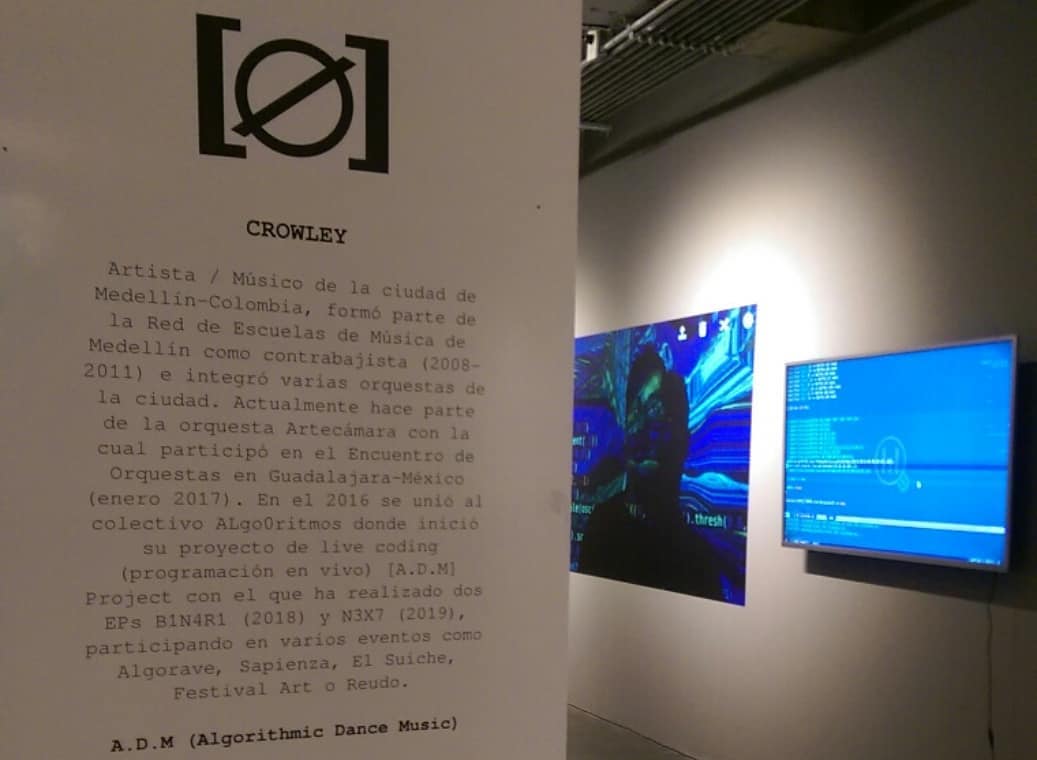 [Ø]
CROWLEY
Artista / Músico de la ciudad de
Medellín-Colombia, formó parte de
la Red de Escuelas de Música de
Medellín como contrabajista (2008-
2011) e integró varias orquestas de
la ciudad. Actualmente hace parte
de la orquesta Artecámara con la
cual participó en el Encuentro de
Orquestas en Guadalajara-México
(enero 2017). En el 2016 se unió al
colectivo ALgo0ritmos donde inició
su proyecto de live coding
(programación en vivo) [A.D.M]
Project con el que ha realizado dos
EPs B1N4R1 (2018) y N3X7 (2019),
participando en varios eventos como
Algorave, Sapienza, El Suiche,
Festival Art o Reudo.
A.D.M (Algorithmic Dance Music)
).thresh(